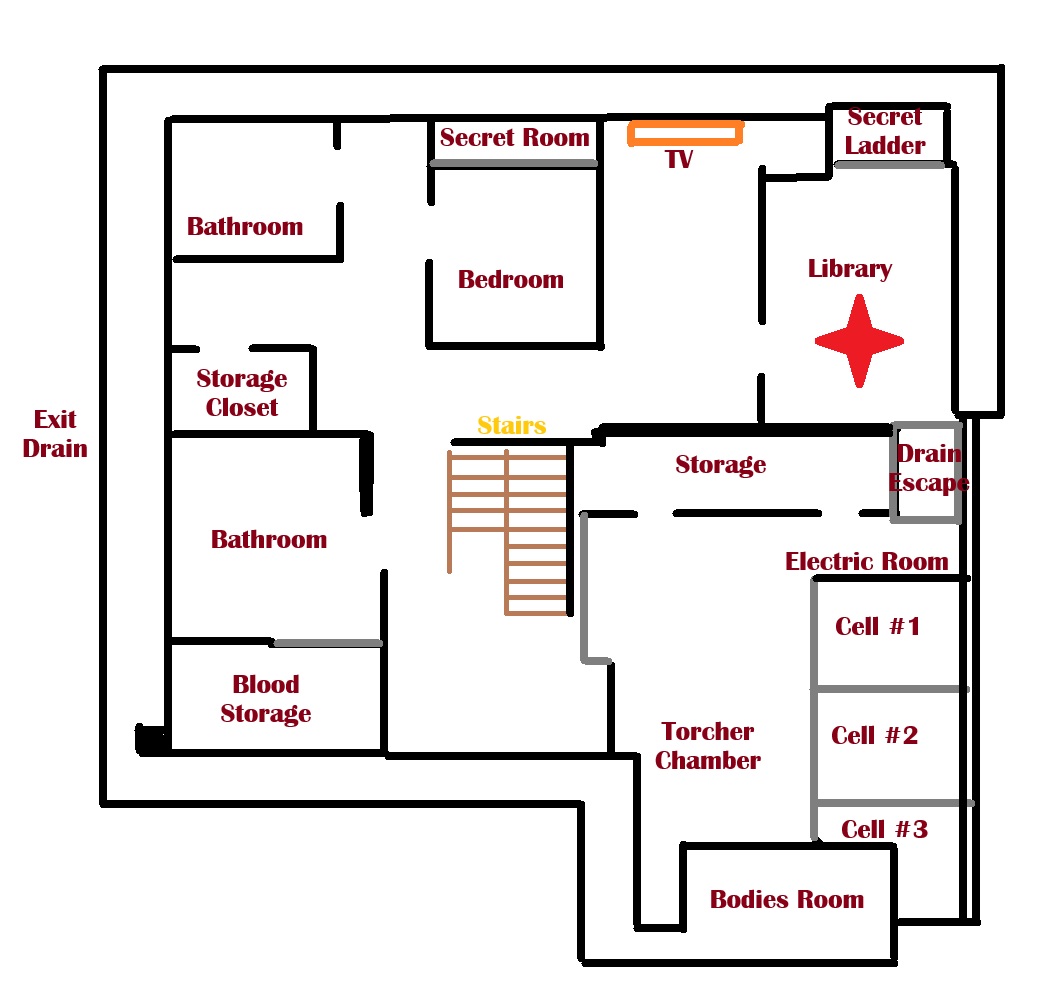 Secret
Ladder
Secret Room
TV
Bathroom
Library
Bedroom
Storage
Closet
Exit
Drain
Stairs
Storage
Drain
Escape
Bathroom
Electric Room
Cell #1
Blood
Storage
Torcher
Chamber
Cell #2
Cell #3
Bodies Room